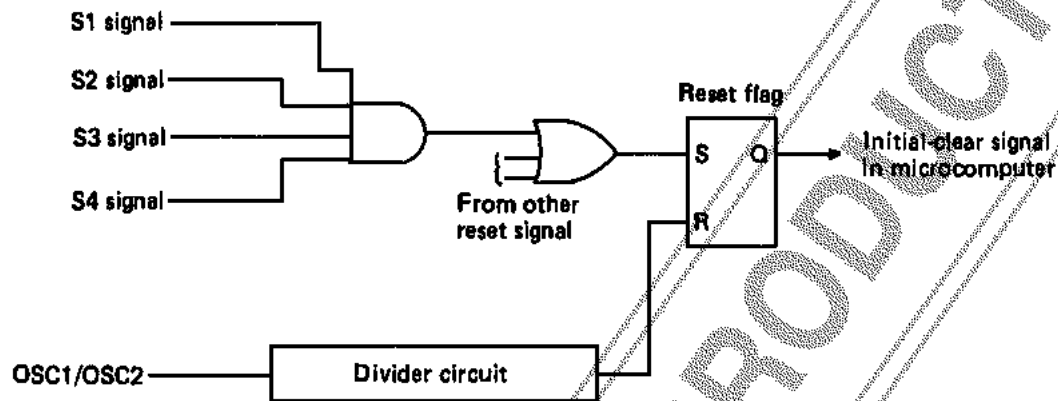 S1 signal
S2 signal
S3 signal
S4 signal
From other
reset signal
Reset flag
S
Q
R
Initial-clear signal
in microcomputer
OSC1/OSC2
Divider circuit
PRODUCT